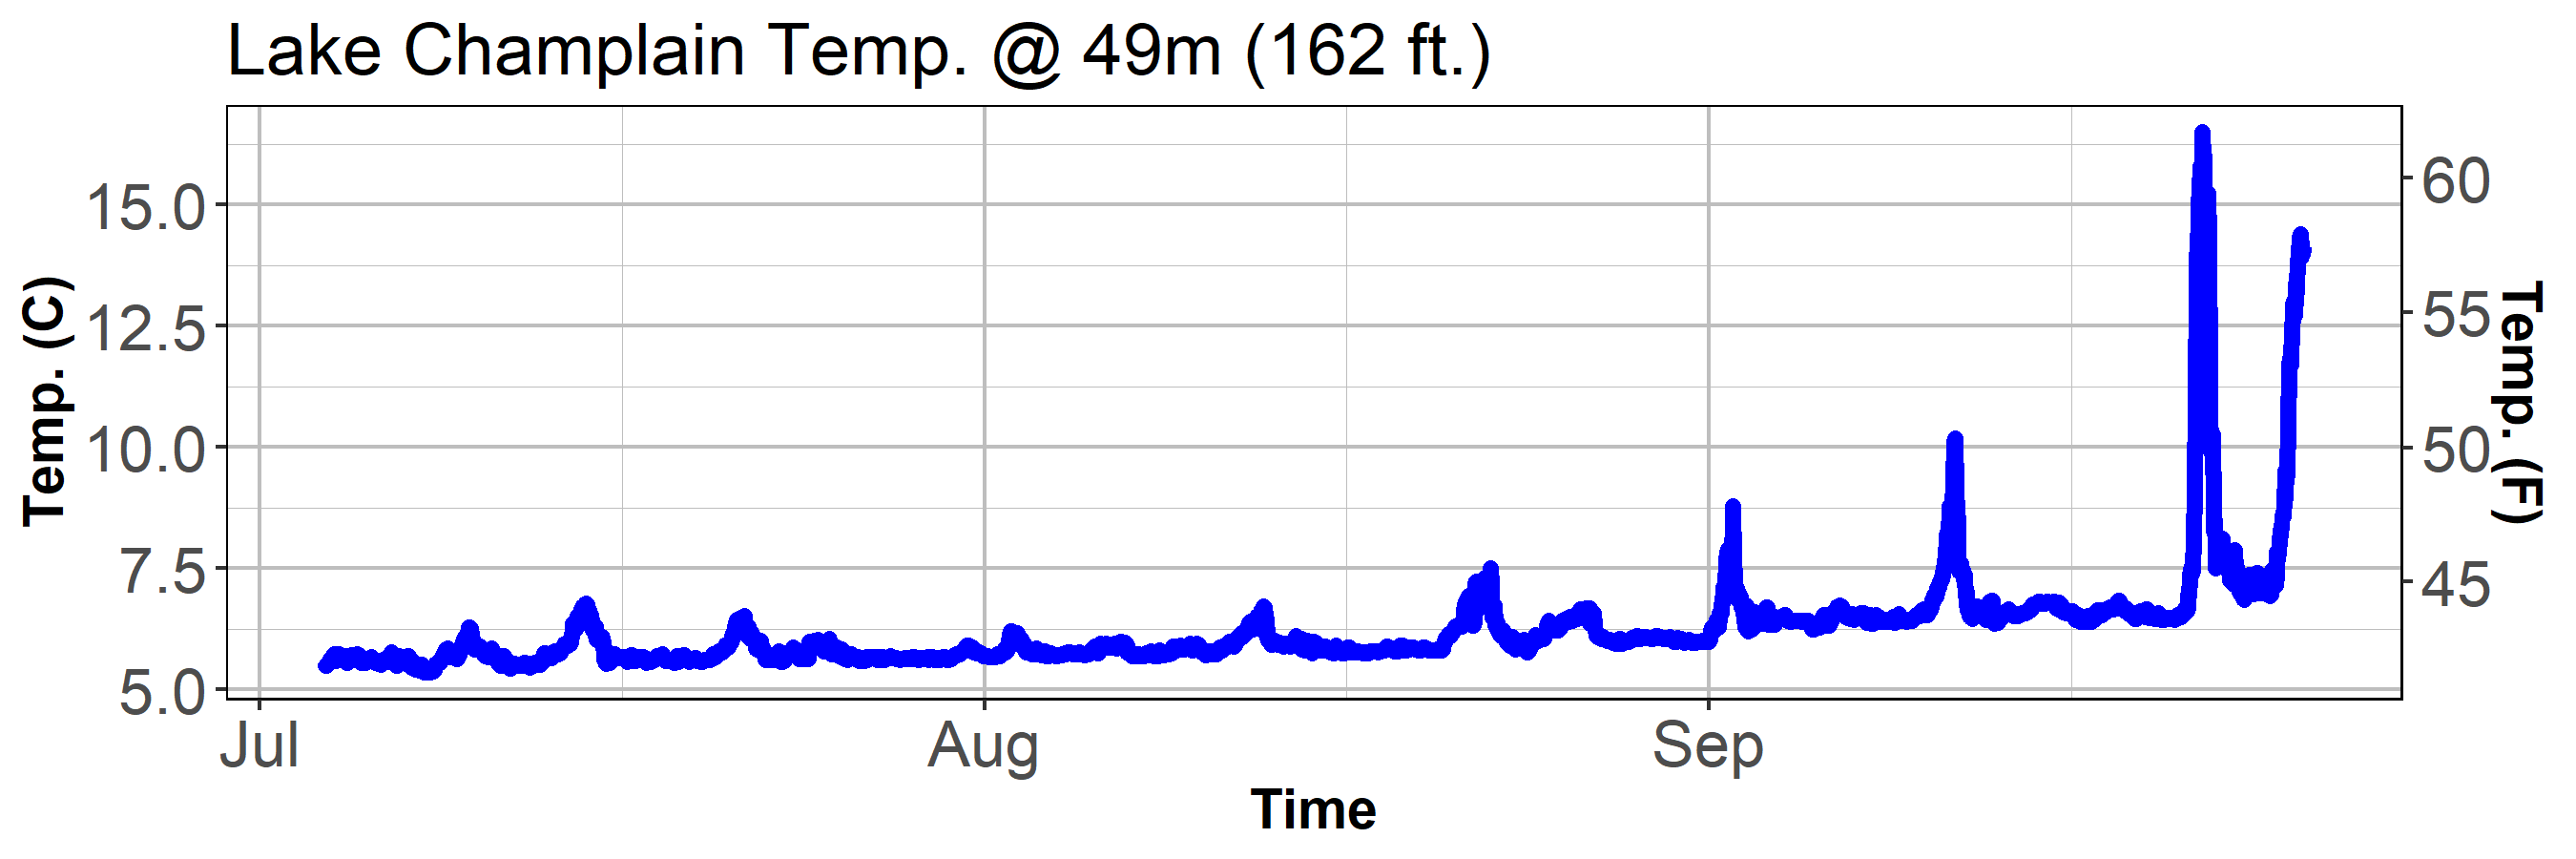 Lake Champlain Temp. @ 49m (162 ft.)
Temp. (C)
15.0
12.5
10.0
7.5
5.0
60
55
50
45
Temp. (F)
Jul Aug Sep
Time